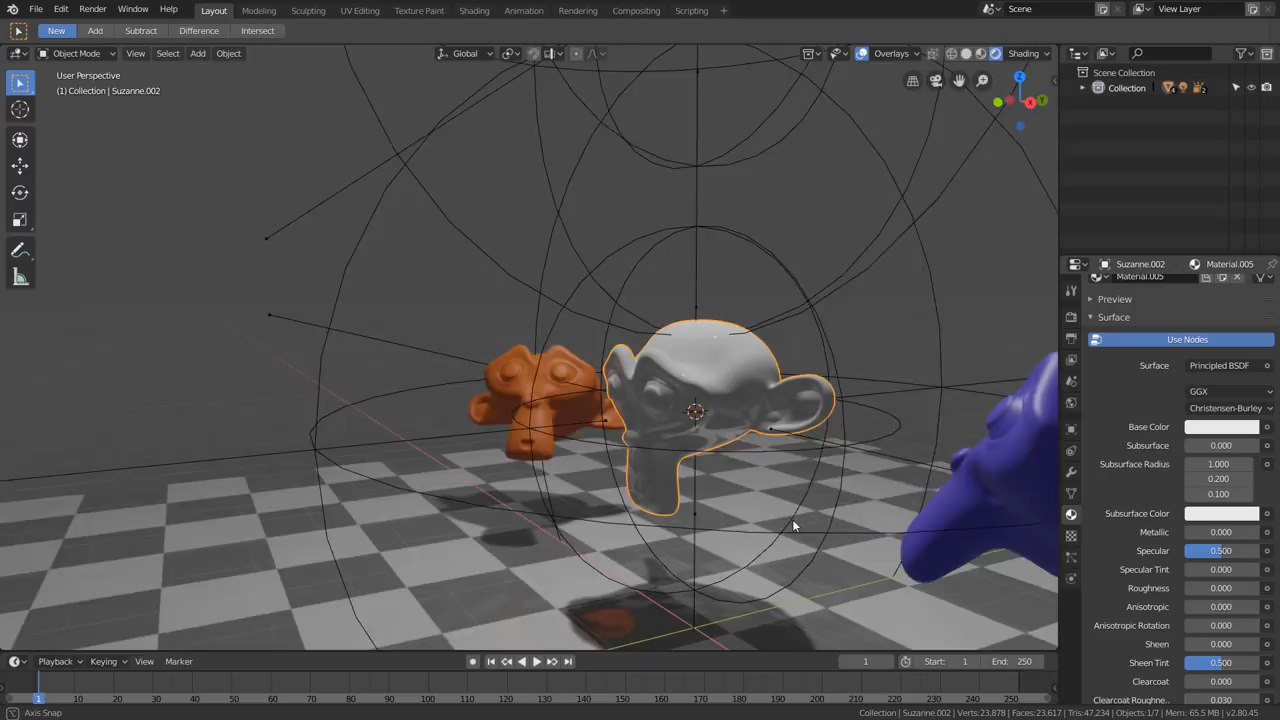 File Edit Render Window Help Layout Modeling Sculpting UV Editing Texture Paint Shading Animation Rendering Compositing Scripting + Scene View Layer
New Add Subtract Difference Intersect
Object Mode View Select Add Object Global Overlays Shading
User Perspective
(1) Collection | Suzanne.002
Z
X
Y
Scene Collection
Collection
4
2
Suzanne.002 Material.005
Material.005
Preview
Surface
Use Nodes
Surface Principled BSDF
GGX
Christensen-Burley
Base Color
Subsurface 0.000
Subsurface Radius 1.000
0.200
0.100
Subsurface Color
Metallic 0.000
Specular 0.500
Specular Tint 0.000
Roughness 0.000
Anisotropic 0.000
Anisotropic Rotation 0.000
Sheen 0.000
Sheen Tint 0.500
Clearcoat 0.000
Clearcoat Roughne.. 0.030
Playback Keying View Marker 1 Start: 1 End: 250
1 10 20 30 40 50 60 70 80 90 100 110 120 130 140 150 160 170 180 190 200 210 220 230 240 250
Axis Snap
Collection | Suzanne.002 | Verts:23,878 | Faces:23,617 | Tris:47,234 | Objects:1/7 | Mem: 65.5 MB | v2.80.45